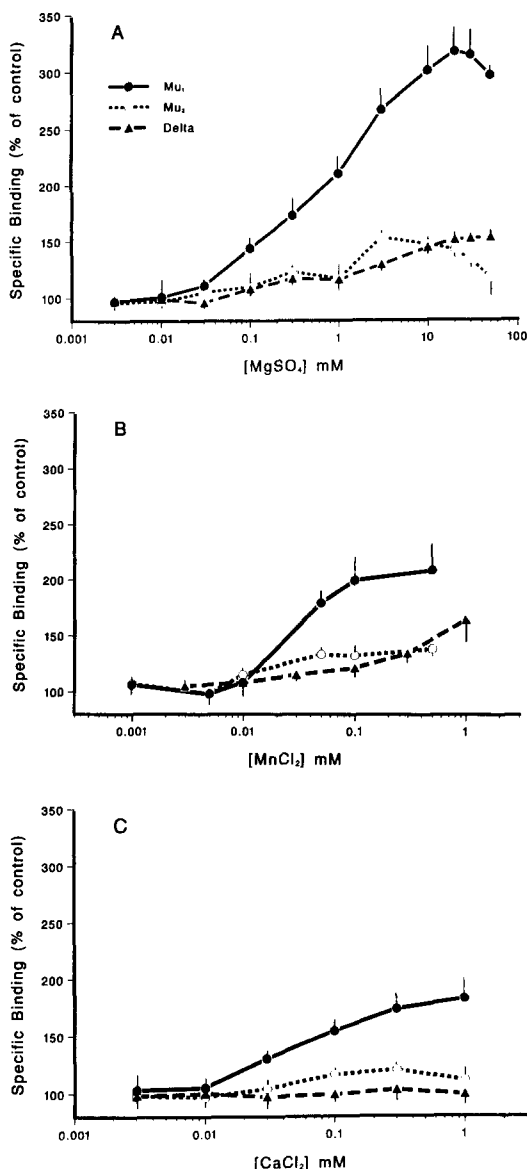 A
350
300
250
200
150
100
Specific Binding (% of control)
Mu₁
Mu₂
Delta
0.001
0.01
0.1
1
10
100
[MgSO₄] mM
B
350
300
250
200
150
100
Specific Binding (% of control)
0.001
0.01
0.1
1
[MnCl₂] mM
C
350
300
250
200
150
100
Specific Binding (% of control)
0.001
0.01
0.1
1
[CaCl₂] mM